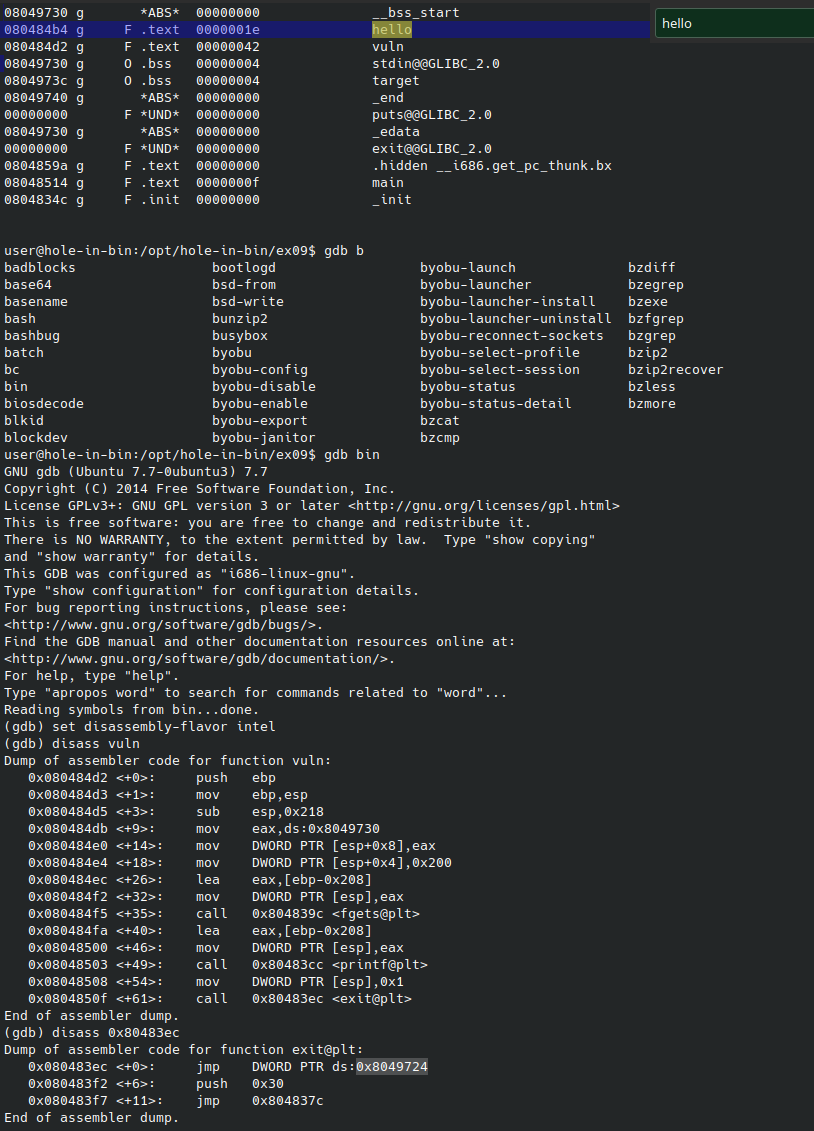 08049730 g       *ABS*  00000000              __bss_start
080484b4 g     F .text  0000001e              hello
hello
080484d2 g     F .text  00000042              vuln
08049730 g     O .bss   00000004              stdin@@GLIBC_2.0
0804973c g     O .bss   00000004              target
08049740 g       *ABS*  00000000              _end
00000000       F *UND*  00000000              puts@@GLIBC_2.0
08049730 g       *ABS*  00000000              _edata
00000000       F *UND*  00000000              exit@@GLIBC_2.0
0804859a g     F .text  00000000              .hidden __i686.get_pc_thunk.bx
08048514 g     F .text  0000000f              main
0804834c g     F .init  00000000              _init
user@hole-in-bin:/opt/hole-in-bin/ex09$ gdb b
badblocks                 bootlogd                  byobu-launch              bzdiff
base64                    bsd-from                  byobu-launcher            bzegrep
basename                  bsd-write                 byobu-launcher-install    bzexe
bash                      bunzip2                   byobu-launcher-uninstall  bzfgrep
bashbug                   busybox                   byobu-reconnect-sockets   bzgrep
batch                     byobu                     byobu-select-profile      bzip2
bc                        byobu-config              byobu-select-session      bzip2recover
bin                       byobu-disable             byobu-status              bzless
biosdecode                byobu-enable              byobu-status-detail       bzmore
blkid                     byobu-export              bzcat
blockdev                  byobu-janitor             bzcmp
user@hole-in-bin:/opt/hole-in-bin/ex09$ gdb bin
GNU gdb (Ubuntu 7.7-0ubuntu3) 7.7
Copyright (C) 2014 Free Software Foundation, Inc.
License GPLv3+: GNU GPL version 3 or later <http://gnu.org/licenses/gpl.html>
This is free software: you are free to change and redistribute it.
There is NO WARRANTY, to the extent permitted by law.  Type "show copying"
and "show warranty" for details.
This GDB was configured as "i686-linux-gnu".
Type "show configuration" for configuration details.
For bug reporting instructions, please see:
<http://www.gnu.org/software/gdb/bugs/>.
Find the GDB manual and other documentation resources online at:
<http://www.gnu.org/software/gdb/documentation/>.
For help, type "help".
Type "apropos word" to search for commands related to "word"...
Reading symbols from bin...done.
(gdb) set disassembly-flavor intel
(gdb) disass vuln
Dump of assembler code for function vuln:
   0x080484d2 <+0>:     push   ebp
   0x080484d3 <+1>:     mov    ebp,esp
   0x080484d5 <+3>:     sub    esp,0x218
   0x080484db <+9>:     mov    eax,ds:0x8049730
   0x080484e0 <+14>:    mov    DWORD PTR [esp+0x8],eax
   0x080484e4 <+18>:    mov    DWORD PTR [esp+0x4],0x200
   0x080484ec <+26>:    lea    eax,[ebp-0x208]
   0x080484f2 <+32>:    mov    DWORD PTR [esp],eax
   0x080484f5 <+35>:    call   0x804839c <fgets@plt>
   0x080484fa <+40>:    lea    eax,[ebp-0x208]
   0x08048500 <+46>:    mov    DWORD PTR [esp],eax
   0x08048503 <+49>:    call   0x80483cc <printf@plt>
   0x08048508 <+54>:    mov    DWORD PTR [esp],0x1
   0x0804850f <+61>:    call   0x80483ec <exit@plt>
End of assembler dump.
(gdb) disass 0x80483ec
Dump of assembler code for function exit@plt:
   0x080483ec <+0>:     jmp    DWORD PTR ds:0x8049724
   0x080483f2 <+6>:     push   0x30
   0x080483f7 <+11>:    jmp    0x804837c
End of assembler dump.